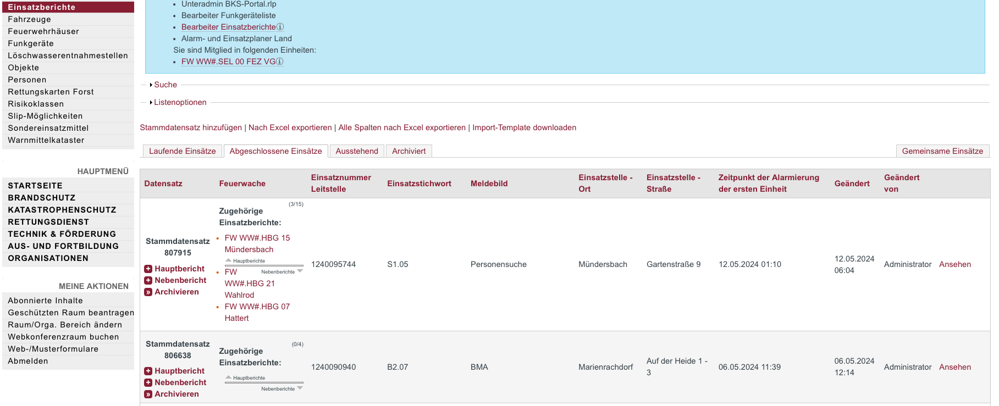 Einsatzberichte
Fahrzeuge
Feuerwehrhäuser
Funkgeräte
Löschwasserentnahmestellen
Objekte
Personen
Rettungskarten Forst
Risikoklassen
Slip-Möglichkeiten
Sondereinsatzmittel
Warnmittelkataster
HAUPTMENÜ
STARTSEITE
BRANDSCHUTZ
KATASTROPHENSCHUTZ
RETTUNGSDIENST
TECHNIK & FÖRDERUNG
AUS- UND FORTBILDUNG
ORGANISATIONEN
MEINE AKTIONEN
Abonnierte Inhalte
Geschützten Raum beantragen
Raum/Orga. Bereich ändern
Webkonferenzraum buchen
Web-/Musterformulare
Abmelden
Unteradmin BKS-Portal.rlp
Bearbeiter Funkgeräteliste
Bearbeiter Einsatzberichte
Alarm- und Einsatzplaner Land
Sie sind Mitglied in folgenden Einheiten:
FW WW#.SEL 00 FEZ VG
Suche
Listenoptionen
Stammdatensatz hinzufügen | Nach Excel exportieren | Alle Spalten nach Excel exportieren | Import-Template downloaden
Laufende Einsätze Abgeschlossene Einsätze Ausstehend Archiviert Gemeinsame Einsätze
Datensatz
Feuerwache
Einsatznummer
Leitstelle
Einsatzstichwort
Meldebild
Einsatzstelle -
Ort
Einsatzstelle -
Straße
Zeitpunkt der Alarmierung
der ersten Einheit
Geändert
Geändert
von
Stammdatensatz
807915
Hauptbericht
Nebenbericht
Archivieren
(3/15)
Zugehörige
Einsatzberichte:
FW WW#.HBG 15
Mündersbach
Hauptberichte
Nebenberichte
FW
WW#.HBG 21
Wahlrod
FW WW#.HBG 07
Hattert
1240095744
S1.05
Personensuche
Mündersbach
Gartenstraße 9
12.05.2024 01:10
12.05.2024
06:04
Administrator
Ansehen
Stammdatensatz
806638
Hauptbericht
Nebenbericht
Archivieren
(0/4)
Zugehörige
Einsatzberichte:
Hauptberichte
Nebenberichte
1240090940
B2.07
BMA
Marienrachdorf
Auf der Heide 1 -
3
06.05.2024 11:39
06.05.2024
12:14
Administrator
Ansehen